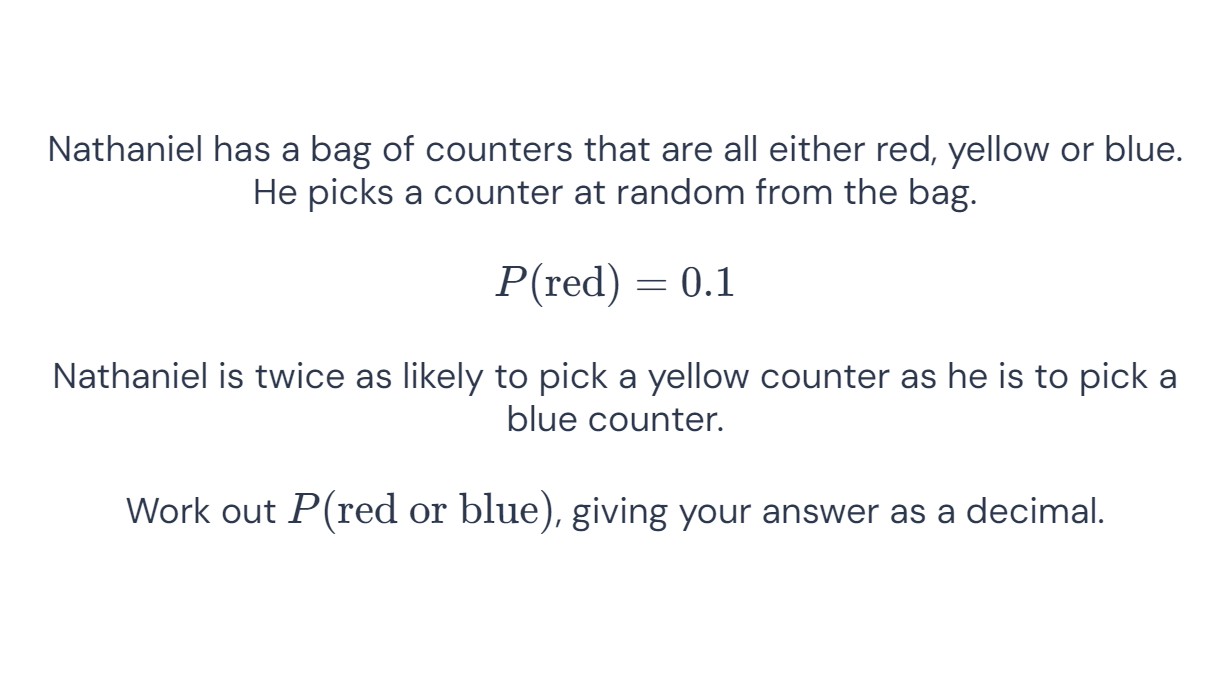 Nathaniel has a bag of counters that are all either red, yellow or blue.
He picks a counter at random from the bag.
P(red) = 0.1
Nathaniel is twice as likely to pick a yellow counter as he is to pick a
blue counter.
Work out P(red or blue), giving your answer as a decimal.